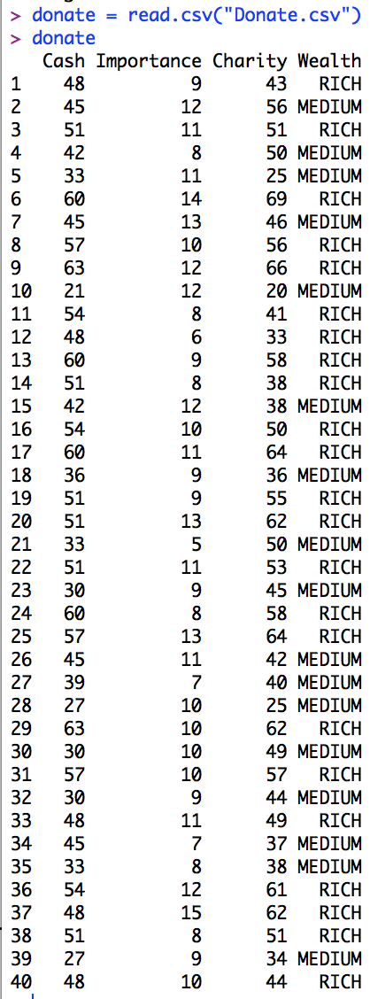 > donate = read.csv("Donate.csv")
> donate
Cash Importance Charity Wealth
1 48 9 43 RICH
2 45 12 56 MEDIUM
3 51 11 51 RICH
4 42 8 50 MEDIUM
5 33 11 25 MEDIUM
6 60 14 69 RICH
7 45 13 46 MEDIUM
8 57 10 56 RICH
9 63 12 66 RICH
10 21 12 20 MEDIUM
11 54 8 41 RICH
12 48 6 33 RICH
13 60 9 58 RICH
14 51 8 38 RICH
15 42 12 38 MEDIUM
16 54 10 50 RICH
17 60 11 64 RICH
18 36 9 36 MEDIUM
19 51 9 55 RICH
20 51 13 62 RICH
21 33 5 50 MEDIUM
22 51 11 53 RICH
23 30 9 45 MEDIUM
24 60 8 58 RICH
25 57 13 64 RICH
26 45 11 42 MEDIUM
27 39 7 40 MEDIUM
28 27 10 25 MEDIUM
29 63 10 62 RICH
30 30 10 49 MEDIUM
31 57 10 57 RICH
32 30 9 44 MEDIUM
33 48 11 49 RICH
34 45 7 37 MEDIUM
35 33 8 38 MEDIUM
36 54 12 61 RICH
37 48 15 62 RICH
38 51 8 51 RICH
39 27 9 34 MEDIUM
40 48 10 44 RICH